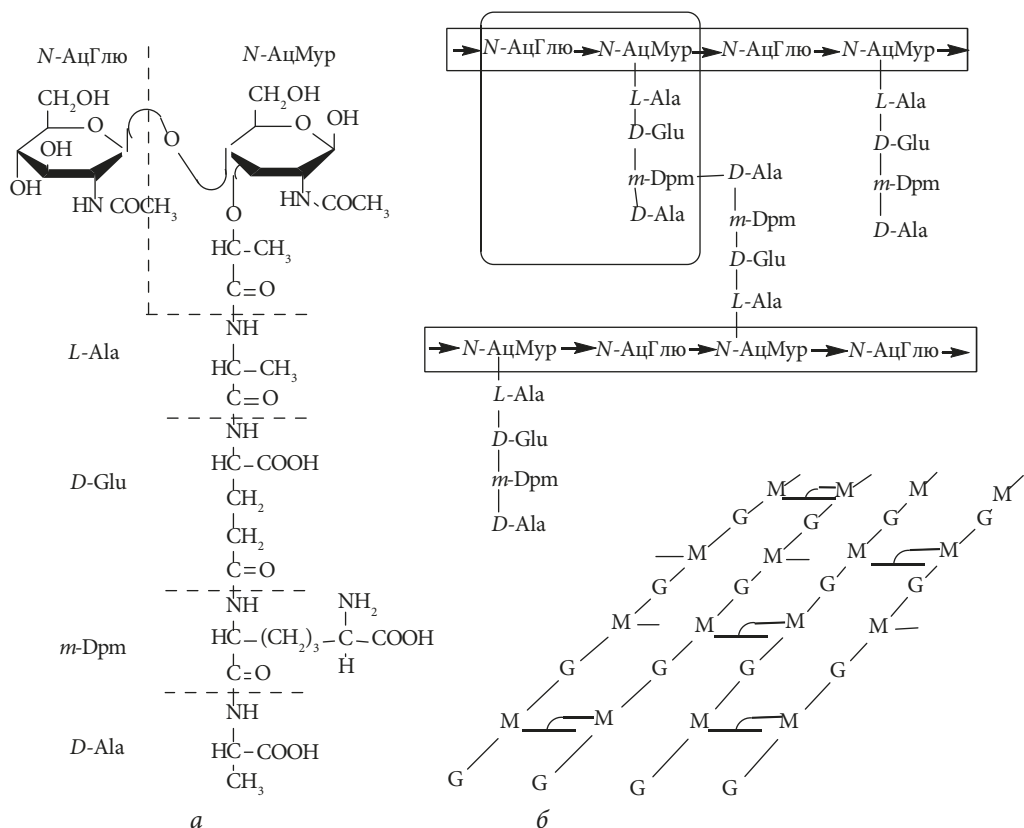 N-АцГлю
N-АцМур
CH2OH
O
OH
OH
HN COCH3
O
CH2OH
O
OH
HN COCH3
O
HC–CH3
C=O
NH
L-Ala
HC–CH3
C=O
NH
D-Glu
HC–COOH
CH2
CH2
C=O
NH
NH2
m-Dpm
HC–(CH2)3–C–COOH
H
C=O
NH
D-Ala
HC–COOH
CH3
а
N-АцГлю N-АцМур N-АцГлю N-АцМур
L-Ala
D-Glu
m-Dpm
D-Ala
D-Ala
m-Dpm
D-Glu
L-Ala
L-Ala
D-Glu
m-Dpm
D-Ala
N-АцМур N-АцГлю N-АцМур N-АцГлю
L-Ala
D-Glu
m-Dpm
D-Ala
M M M M
G G G G
M M M M
G G G G
M M M M
G G G G
M M M M
G G G G
б